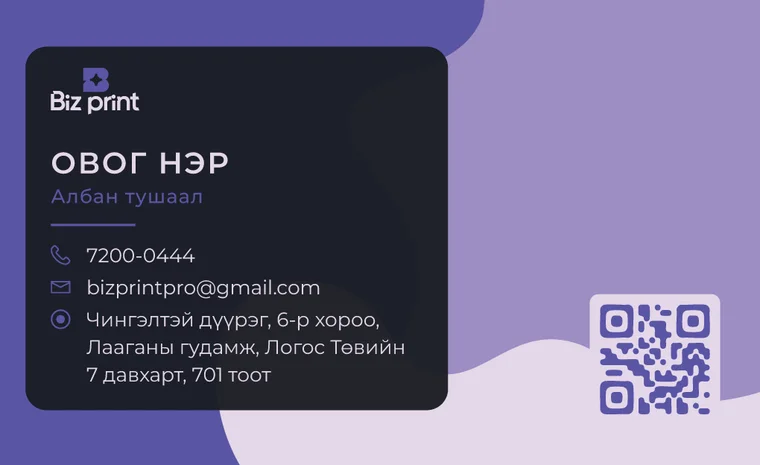 Biz print
ОВОГ НЭР
Албан тушаал
7200-0444
bizprintpro@gmail.com
Чингэлтэй дүүрэг, 6-р хороо,
Лааганы гудамж, Логос Төвийн
7 давхарт, 701 тоот